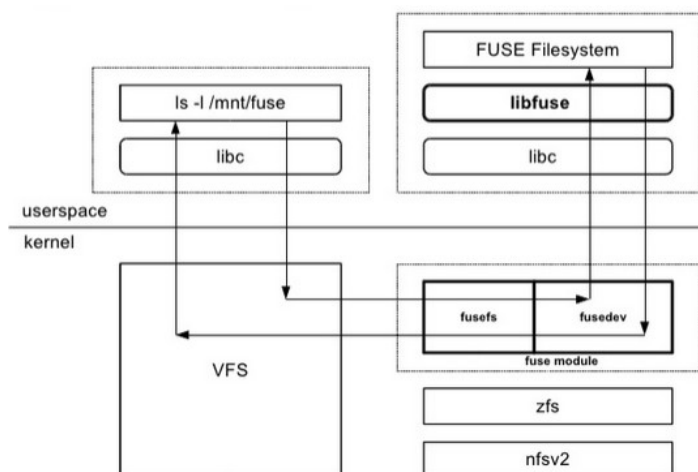 FUSE Filesystem
ls -l /mnt/fuse
libfuse
libc
libc
userspace
kernel
fusefs
fusedev
fuse module
VFS
zfs
nfsv2